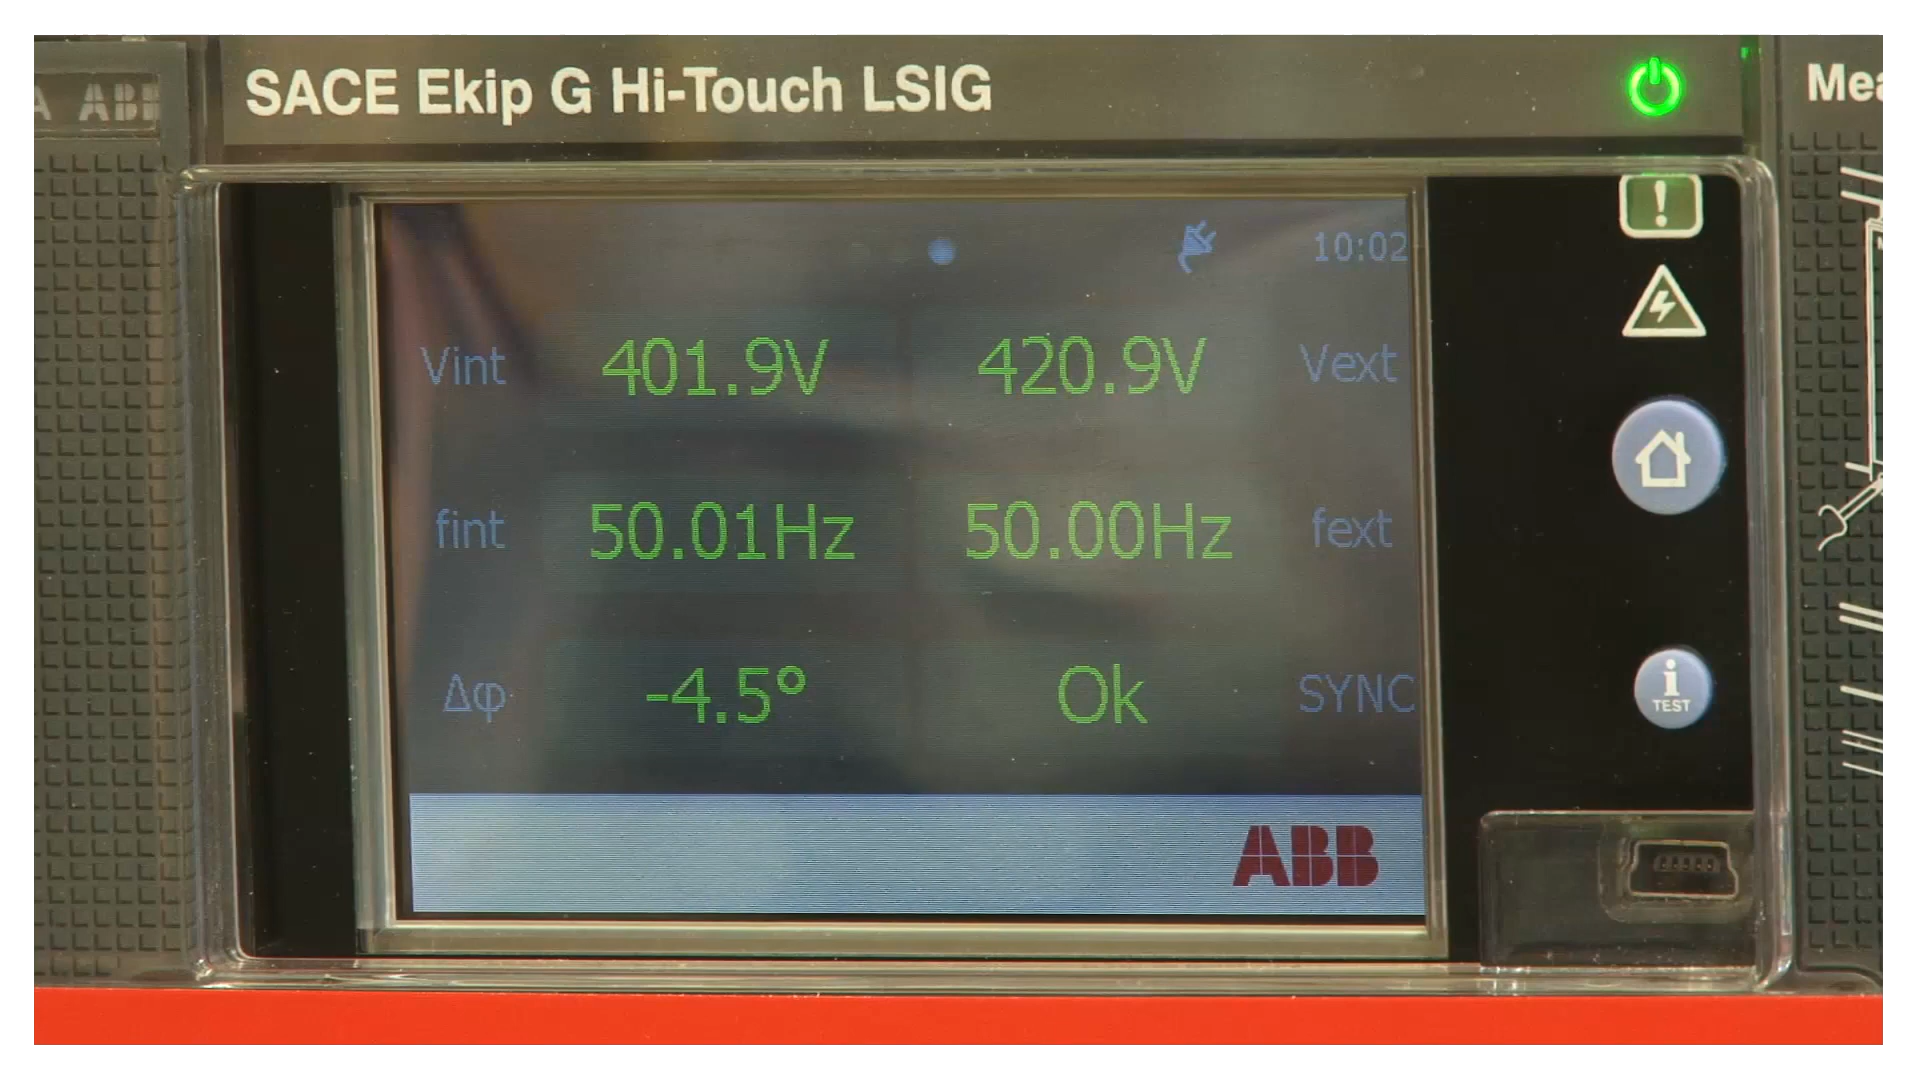 ABB
SACE Ekip G Hi-Touch LSIG
10:02
Vint 401.9V 420.9V Vext
fint 50.01Hz 50.00Hz fext
Δφ -4.5° Ok SYNC
i
TEST
ABB